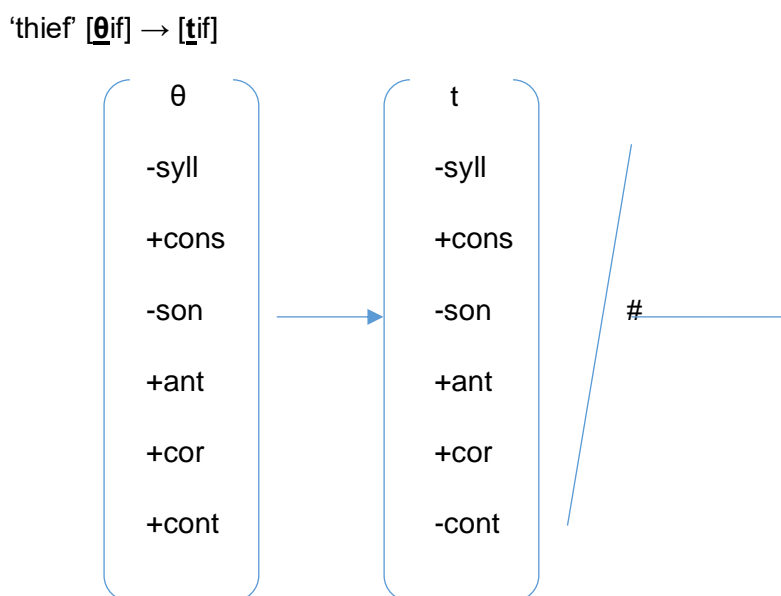 ‘thief’ [θif] → [tif]
θ t
-syll -syll
+cons +cons
-son -son #
+ant +ant
+cor +cor
+cont -cont